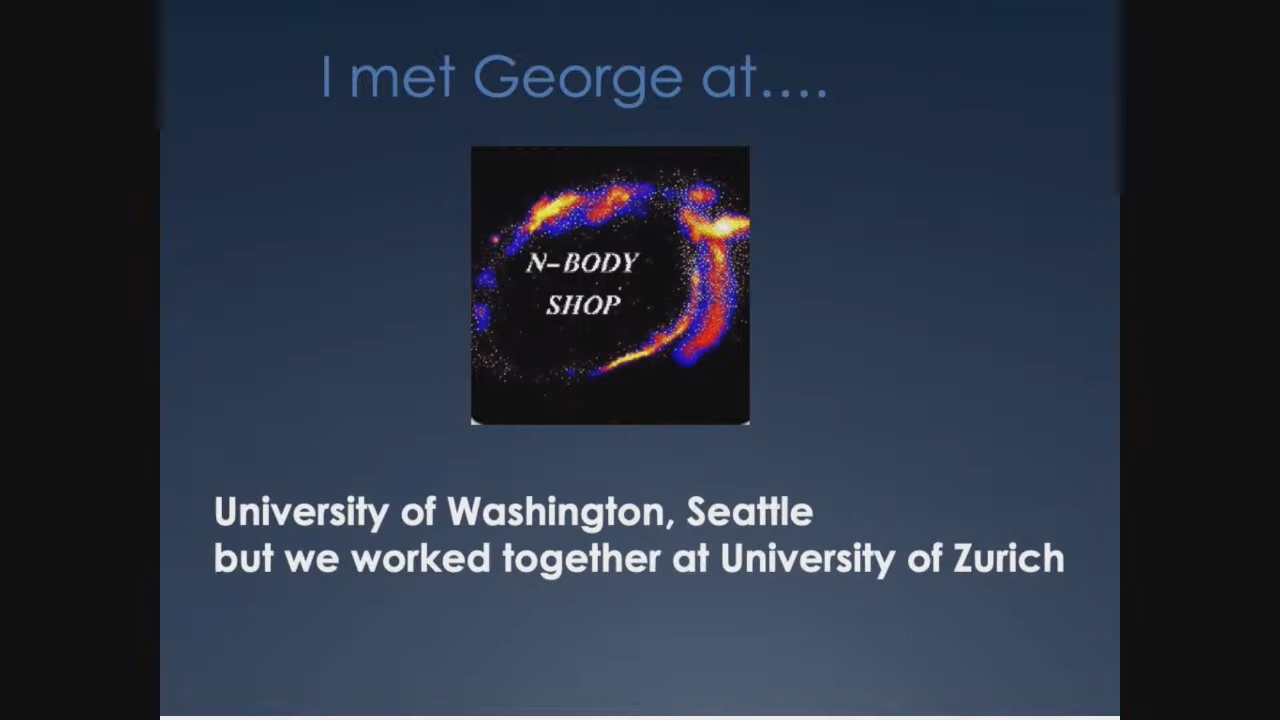 I met George at....
N-BODY
SHOP
University of Washington, Seattle
but we worked together at University of Zurich